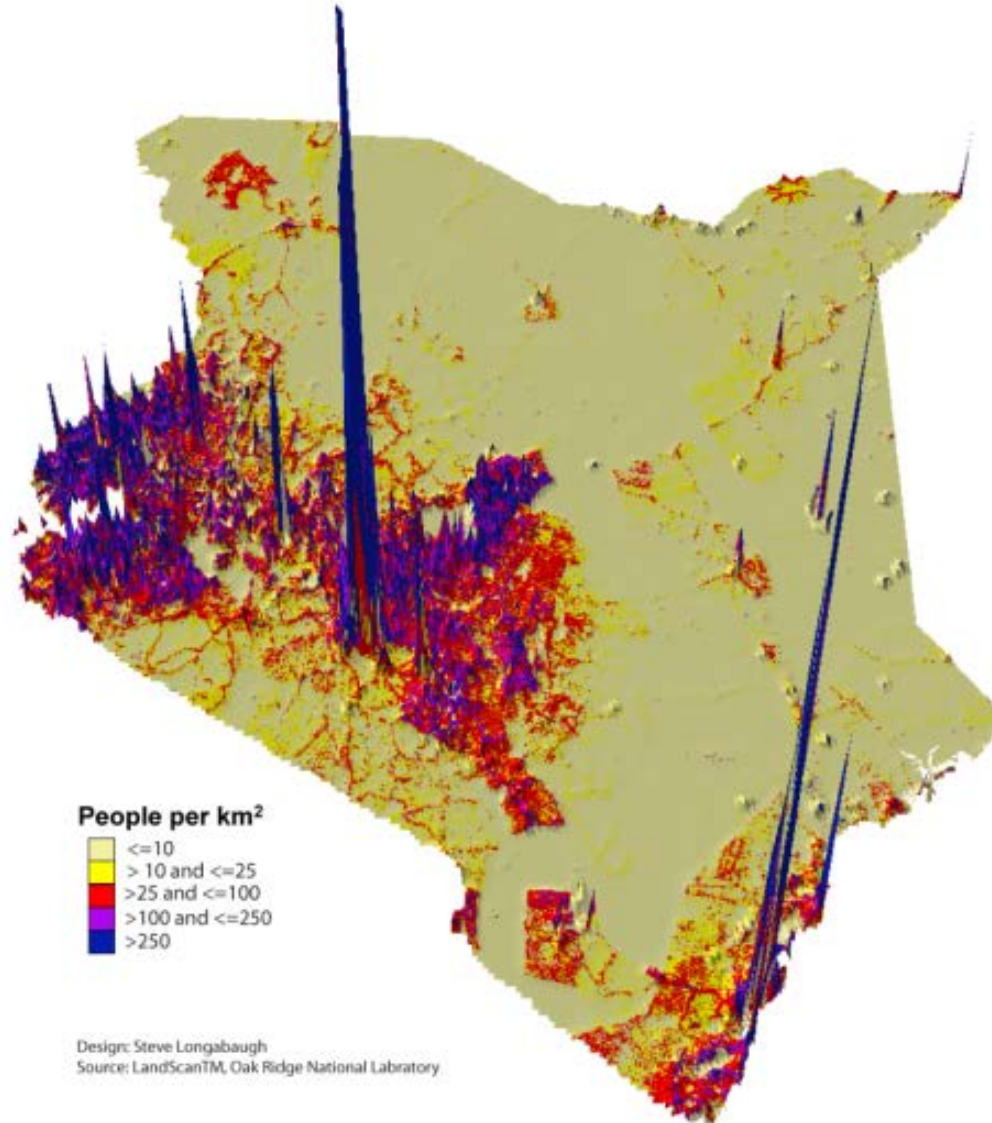 People per km²
<=10
> 10 and <=25
>25 and <=100
>100 and <=250
>250
Design: Steve Longabaugh
Source: LandScanTM, Oak Ridge National Labratory